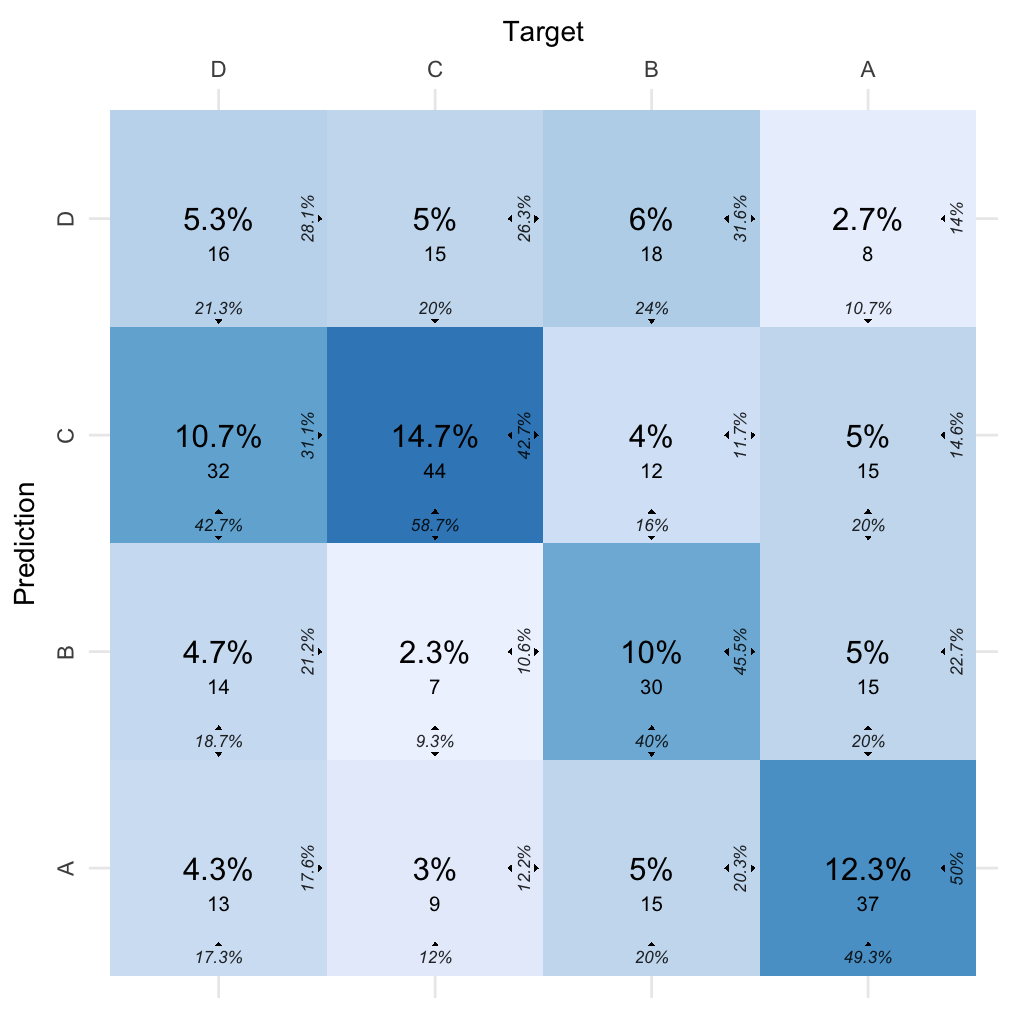 Target
D C B A
D
5.3% 28.1% 5% 26.3% 6% 31.6% 2.7% 14%
16 15 18 8
21.3% 20% 24% 10.7%
C
10.7% 31.1% 14.7% 42.7% 4% 11.7% 5% 14.6%
32 44 12 15
42.7% 58.7% 16% 20%
Prediction
B
4.7% 21.2% 2.3% 10.6% 10% 45.5% 5% 22.7%
14 7 30 15
18.7% 9.3% 40% 20%
A
4.3% 17.6% 3% 12.2% 5% 20.3% 12.3% 50%
13 9 15 37
17.3% 12% 20% 49.3%